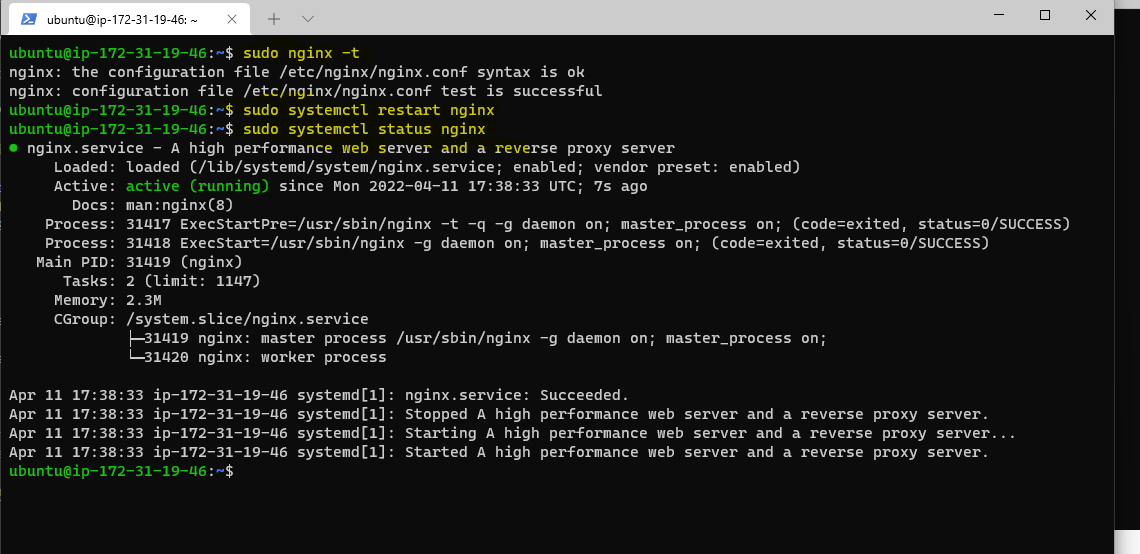 ubuntu@ip-172-31-19-46: ~
ubuntu@ip-172-31-19-46:~$ sudo nginx -t
nginx: the configuration file /etc/nginx/nginx.conf syntax is ok
nginx: configuration file /etc/nginx/nginx.conf test is successful
ubuntu@ip-172-31-19-46:~$ sudo systemctl restart nginx
ubuntu@ip-172-31-19-46:~$ sudo systemctl status nginx
● nginx.service - A high performance web server and a reverse proxy server
     Loaded: loaded (/lib/systemd/system/nginx.service; enabled; vendor preset: enabled)
     Active: active (running) since Mon 2022-04-11 17:38:33 UTC; 7s ago
       Docs: man:nginx(8)
    Process: 31417 ExecStartPre=/usr/sbin/nginx -t -q -g daemon on; master_process on; (code=exited, status=0/SUCCESS)
    Process: 31418 ExecStart=/usr/sbin/nginx -g daemon on; master_process on; (code=exited, status=0/SUCCESS)
   Main PID: 31419 (nginx)
      Tasks: 2 (limit: 1147)
     Memory: 2.3M
     CGroup: /system.slice/nginx.service
             ├─31419 nginx: master process /usr/sbin/nginx -g daemon on; master_process on;
             └─31420 nginx: worker process
Apr 11 17:38:33 ip-172-31-19-46 systemd[1]: nginx.service: Succeeded.
Apr 11 17:38:33 ip-172-31-19-46 systemd[1]: Stopped A high performance web server and a reverse proxy server.
Apr 11 17:38:33 ip-172-31-19-46 systemd[1]: Starting A high performance web server and a reverse proxy server...
Apr 11 17:38:33 ip-172-31-19-46 systemd[1]: Started A high performance web server and a reverse proxy server.
ubuntu@ip-172-31-19-46:~$